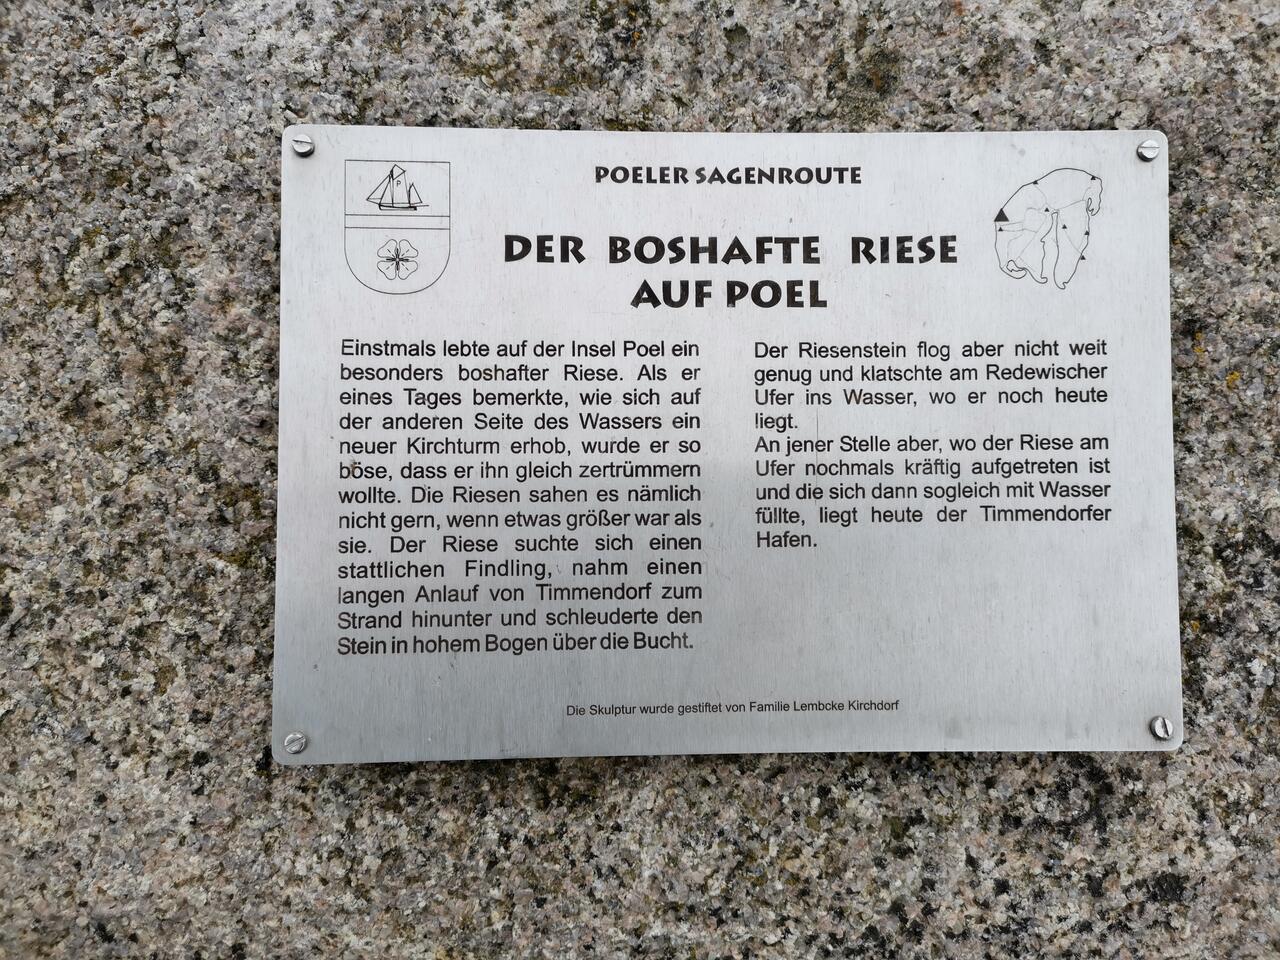 P
POELER SAGENROUTE
DER BOSHAFTE RIESE
AUF POEL
Einstmals lebte auf der Insel Poel ein
besonders boshafter Riese. Als er
eines Tages bemerkte, wie sich auf
der anderen Seite des Wassers ein
neuer Kirchturm erhob, wurde er so
böse, dass er ihn gleich zertrümmern
wollte. Die Riesen sahen es nämlich
nicht gern, wenn etwas größer war als
sie. Der Riese suchte sich einen
stattlichen Findling, nahm einen
langen Anlauf von Timmendorf zum
Strand hinunter und schleuderte den
Stein in hohem Bogen über die Bucht.
Der Riesenstein flog aber nicht weit
genug und klatschte am Redewischer
Ufer ins Wasser, wo er noch heute
liegt.
An jener Stelle aber, wo der Riese am
Ufer nochmals kräftig aufgetreten ist
und die sich dann sogleich mit Wasser
füllte, liegt heute der Timmendorfer
Hafen.
Die Skulptur wurde gestiftet von Familie Lembcke Kirchdorf